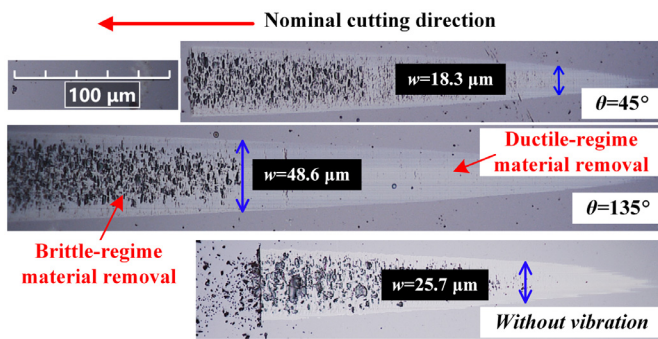 Nominal cutting direction
100 µm
w=18.3 µm
θ=45°
Ductile-regime
material removal
w=48.6 µm
θ=135°
Brittle-regime
material removal
w=25.7 µm
Without vibration